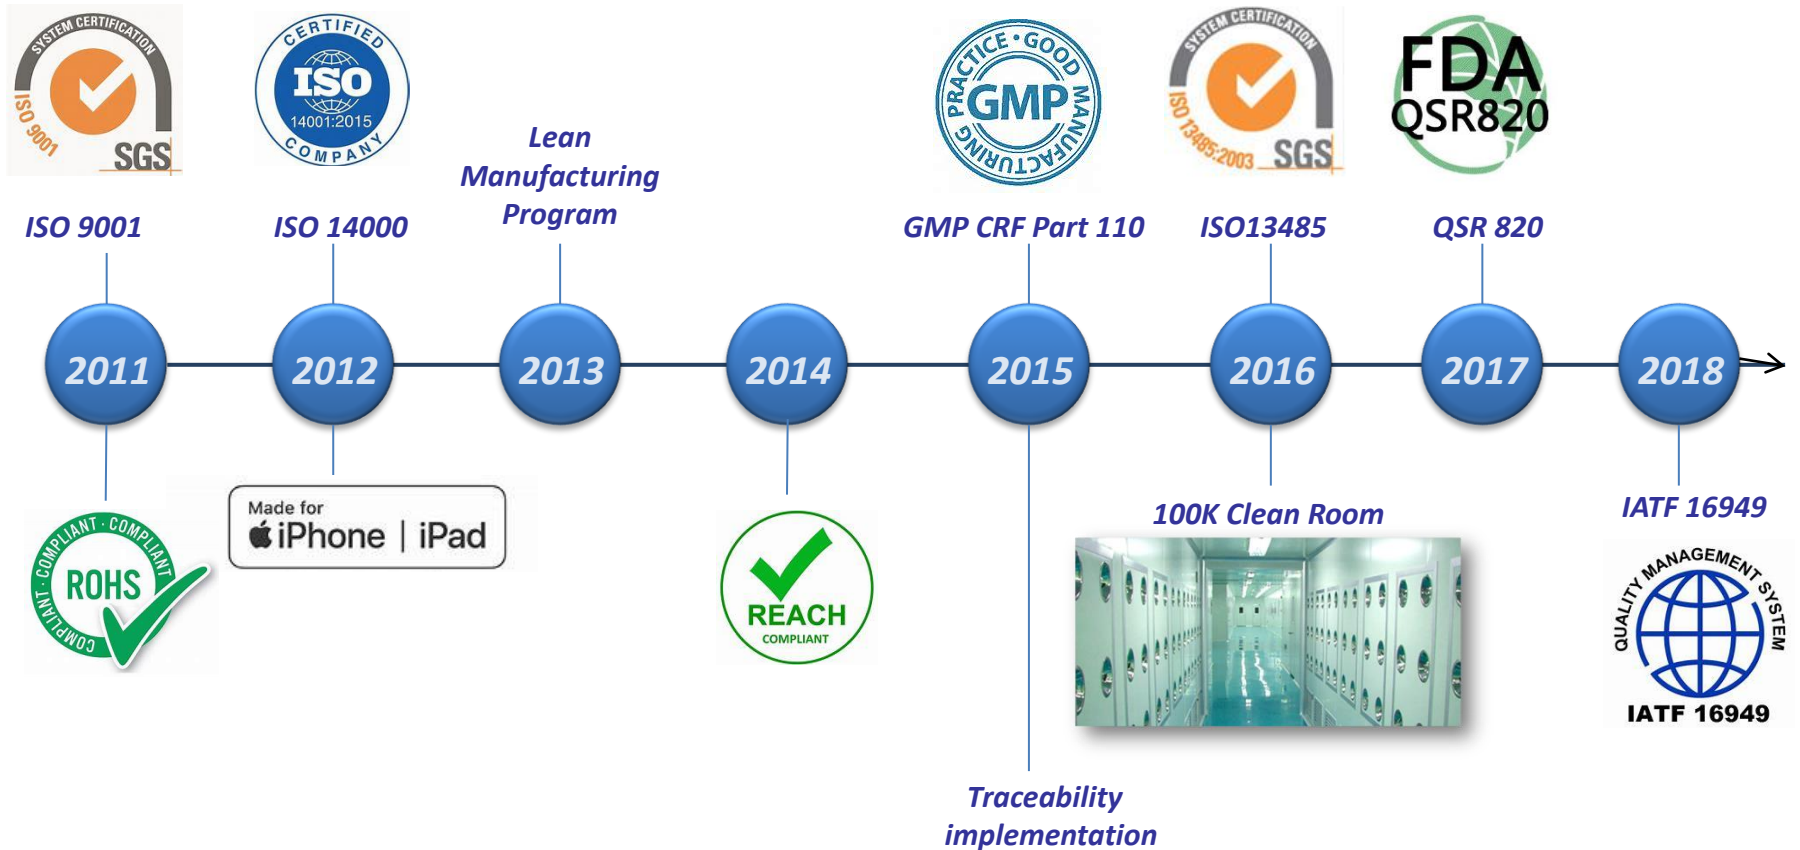 SYSTEM CERTIFICATION
ISO 9001
SGS
CERTIFIED
ISO
14001:2015
COMPANY
Lean
Manufacturing
Program
PRACTICE · GOOD MANUFACTURING
GMP
SYSTEM CERTIFICATION
ISO 13485:2003
SGS
FDA
QSR820
ISO 9001
ISO 14000
GMP CRF Part 110
ISO13485
QSR 820
2011
2012
2013
2014
2015
2016
2017
2018
COMPLIANT · COMPLIANT · COMPLIANT
ROHS
Made for
iPhone | iPad
REACH
COMPLIANT
100K Clean Room
IATF 16949
QUALITY MANAGEMENT SYSTEM
IATF 16949
Traceability
implementation